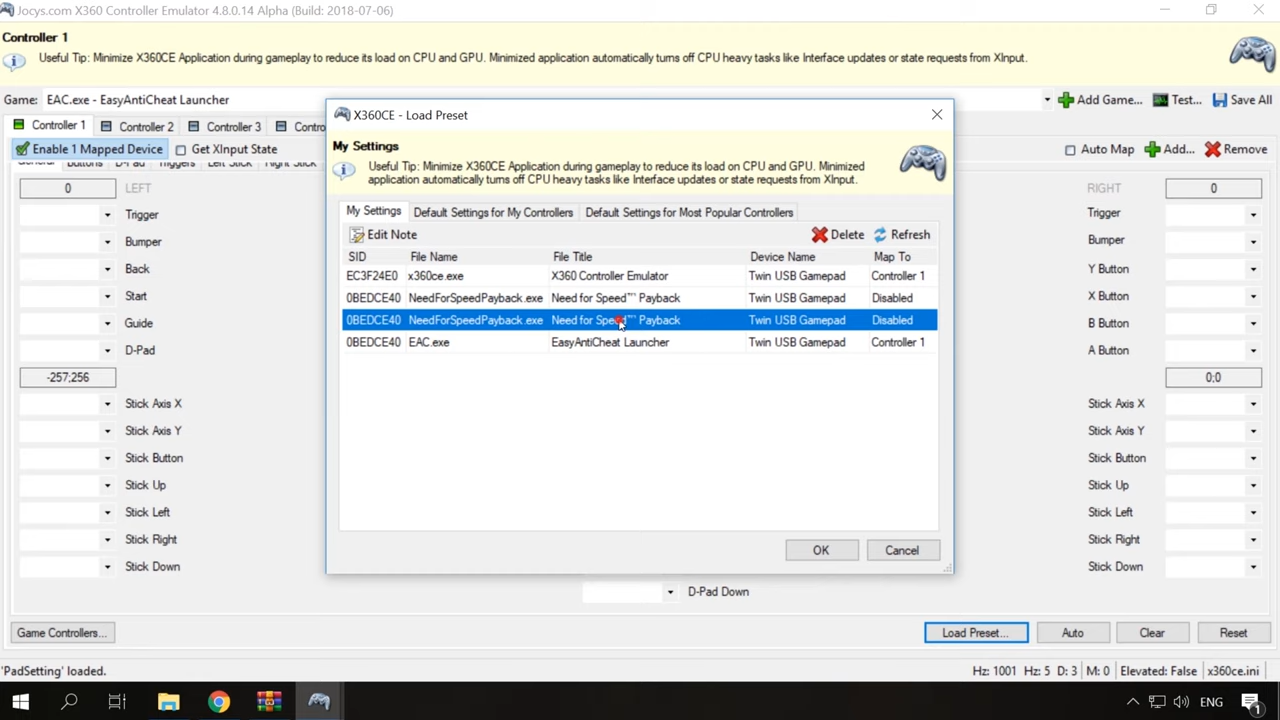 Jocys.com X360 Controller Emulator 4.8.0.14 Alpha (Build: 2018-07-06)
Controller 1
Useful Tip: Minimize X360CE Application during gameplay to reduce its load on CPU and GPU. Minimized application automatically turns off CPU heavy tasks like Interface updates or state requests from XInput.
Game: EAC.exe - EasyAntiCheat Launcher
Add Game... Test... Save All
Controller 1 Controller 2 Controller 3 Contro
Enable 1 Mapped Device Get XInput State Auto Map Add... Remove
General Buttons D-Pad Triggers Left Stick Right Stick
0 LEFT
Trigger
Bumper
Back
Start
Guide
D-Pad
-257;256
Stick Axis X
Stick Axis Y
Stick Button
Stick Up
Stick Left
Stick Right
Stick Down
X360CE - Load Preset
My Settings
Useful Tip: Minimize X360CE Application during gameplay to reduce its load on CPU and GPU. Minimized
application automatically turns off CPU heavy tasks like Interface updates or state requests from XInput.
My Settings Default Settings for My Controllers Default Settings for Most Popular Controllers
Edit Note Delete Refresh
SID File Name File Title Device Name Map To
EC3F24E0 x360ce.exe X360 Controller Emulator Twin USB Gamepad Controller 1
0BEDCE40 NeedForSpeedPayback.exe Need for Speed™ Payback Twin USB Gamepad Disabled
0BEDCE40 NeedForSpeedPayback.exe Need for Speed™ Payback Twin USB Gamepad Disabled
0BEDCE40 EAC.exe EasyAntiCheat Launcher Twin USB Gamepad Controller 1
OK Cancel
RIGHT 0
Trigger
Bumper
Y Button
X Button
B Button
A Button
0;0
Stick Axis X
Stick Axis Y
Stick Button
Stick Up
Stick Left
Stick Right
Stick Down
D-Pad Down
Game Controllers... Load Preset... Auto Clear Reset
'PadSetting' loaded. Hz: 1001 Hz: 5 D: 3 M: 0 Elevated: False x360ce.ini
ENG 1